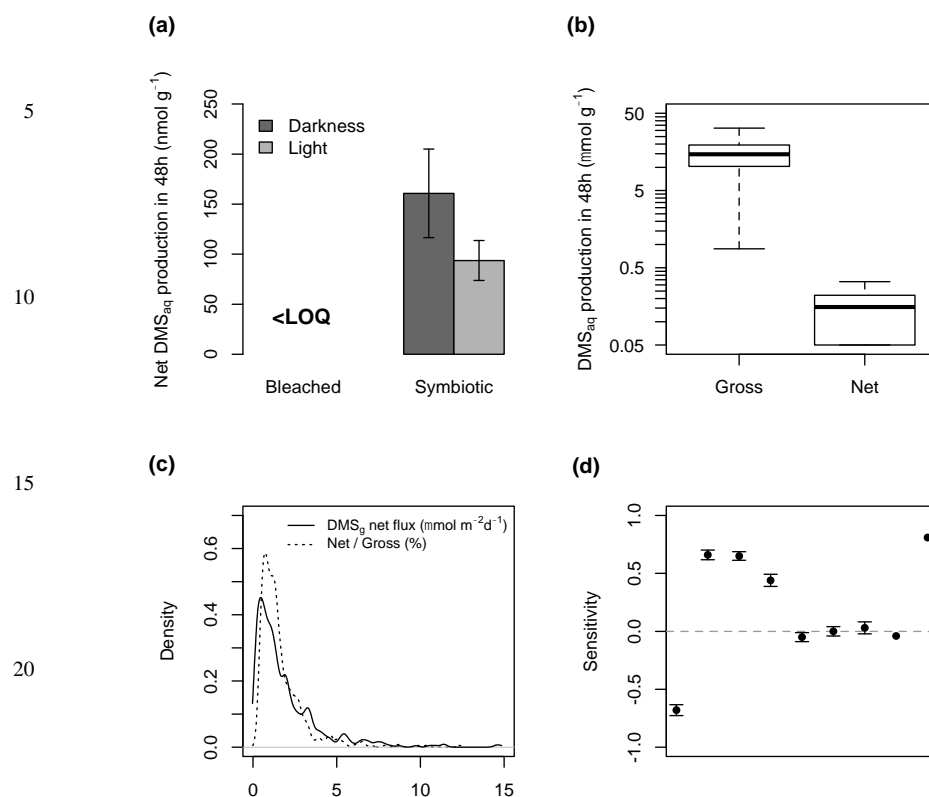 (a)
(b)
5
Net DMSaq production in 48h (nmol g−1)
250
200
150
100
50
0
Darkness
Light
<LOQ
Bleached
Symbiotic
DMSaq production in 48h (mmol g−1)
50
5
0.5
0.05
Gross
Net
10
15
20
(c)
(d)
Density
0.6
0.4
0.2
0.0
DMSg net flux (mmol m−2d−1)
Net / Gross (%)
0 5 10 15
Sensitivity
1.0
0.5
0.0
-0.5
-1.0